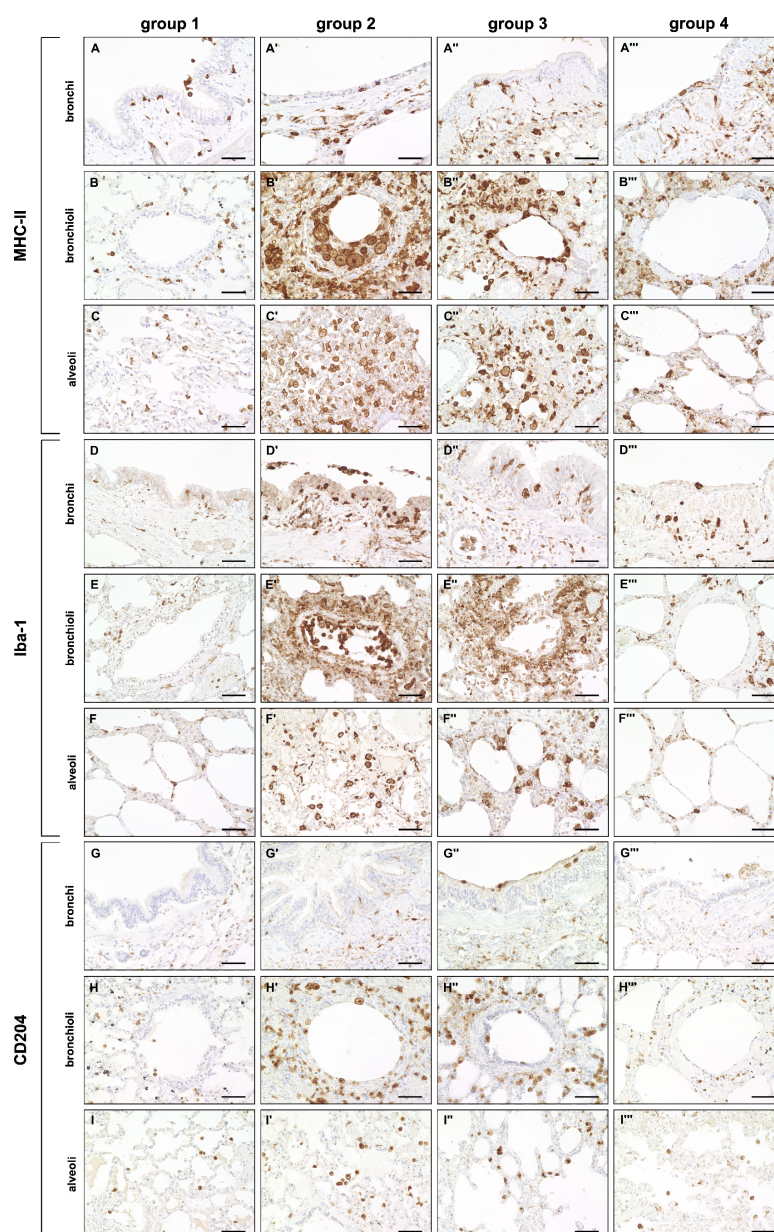 group 1 group 2 group 3 group 4
MHC-II
bronchi
A A' A'' A'''
bronchioli
B B' B'' B'''
alveoli
C C' C'' C'''
Iba-1
bronchi
D D' D'' D'''
bronchioli
E E' E'' E'''
alveoli
F F' F'' F'''
CD204
bronchi
G G' G'' G'''
bronchioli
H H' H'' H'''
alveoli
I I' I'' I'''